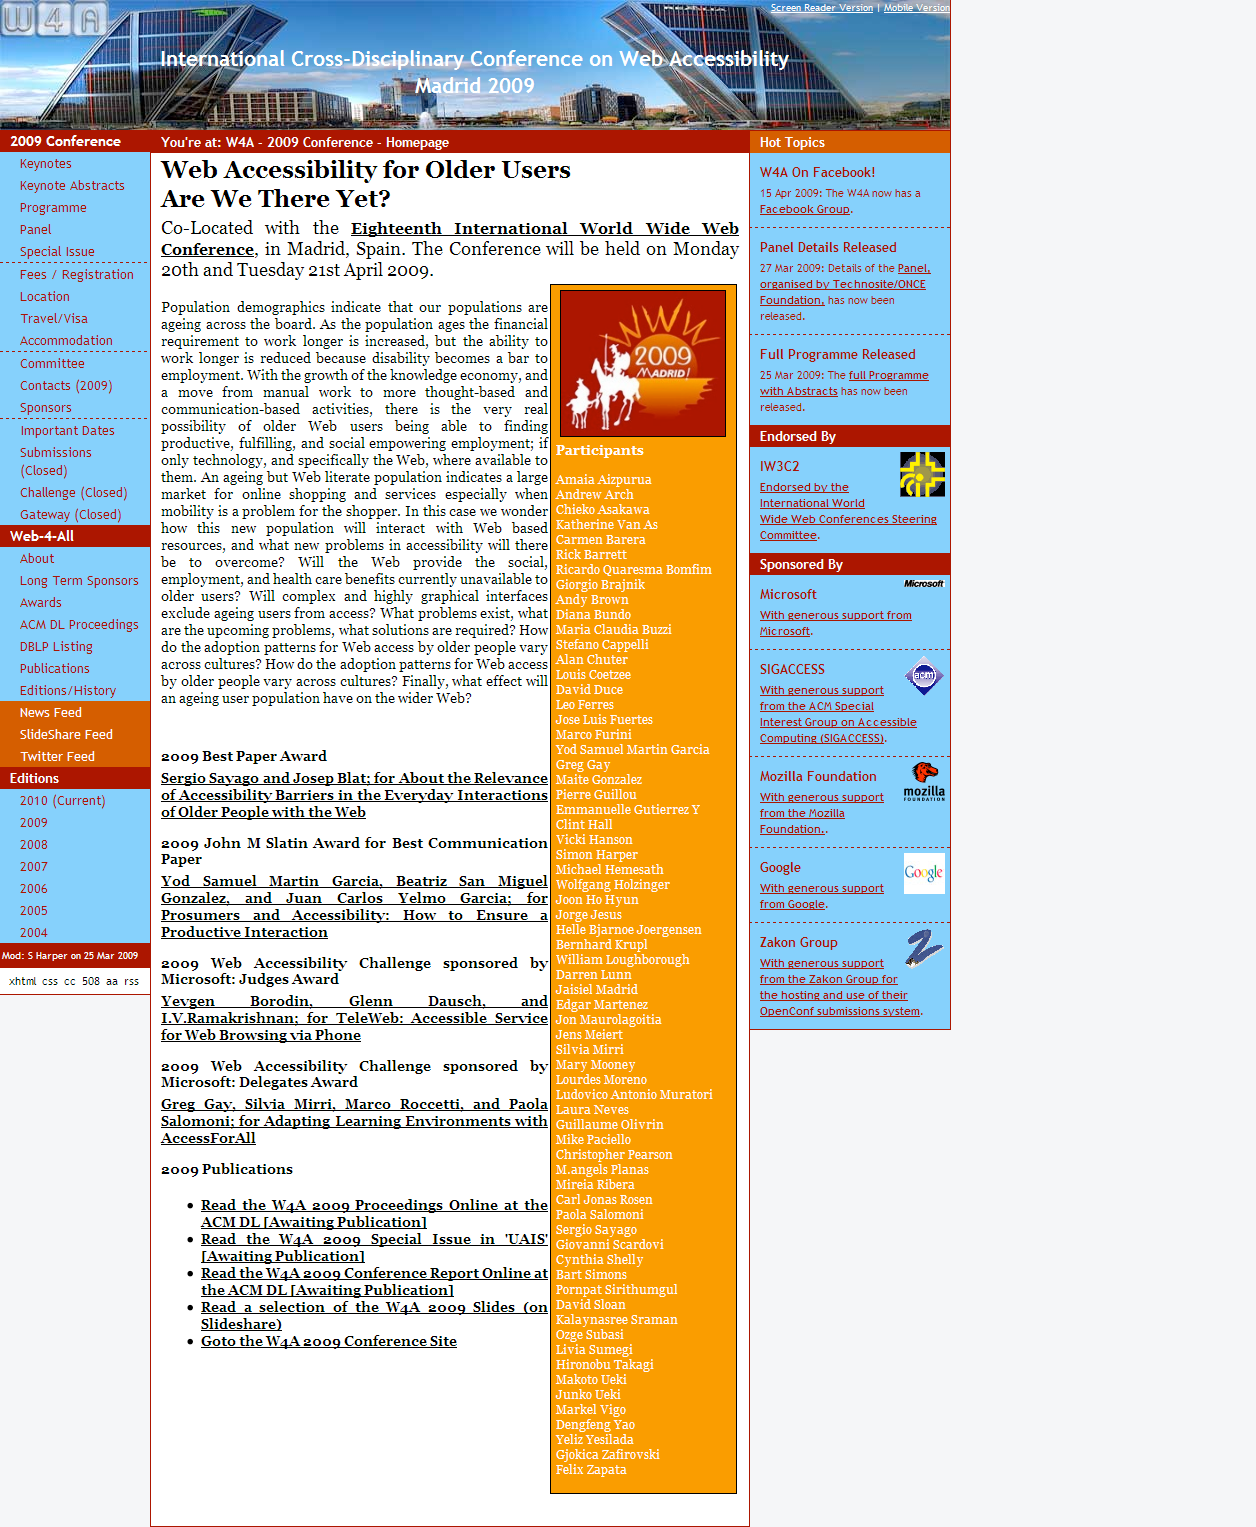 W4A
Screen Reader Version | Mobile Version
International Cross-Disciplinary Conference on Web Accessibility
Madrid 2009
2009 Conference
Keynotes
Keynote Abstracts
Programme
Panel
Special Issue
Fees / Registration
Location
Travel/Visa
Accommodation
Committee
Contacts (2009)
Sponsors
Important Dates
Submissions
(Closed)
Challenge (Closed)
Gateway (Closed)
Web-4-All
About
Long Term Sponsors
Awards
ACM DL Proceedings
DBLP Listing
Publications
Editions/History
News Feed
SlideShare Feed
Twitter Feed
Editions
2010 (Current)
2009
2008
2007
2006
2005
2004
Mod: S Harper on 25 Mar 2009
xhtml css cc 508 aa rss
You're at: W4A - 2009 Conference - Homepage
Web Accessibility for Older Users
Are We There Yet?
Co-Located with the Eighteenth International World Wide Web
Conference, in Madrid, Spain. The Conference will be held on Monday
20th and Tuesday 21st April 2009.
Population demographics indicate that our populations are
ageing across the board. As the population ages the financial
requirement to work longer is increased, but the ability to
work longer is reduced because disability becomes a bar to
employment. With the growth of the knowledge economy, and
a move from manual work to more thought-based and
communication-based activities, there is the very real
possibility of older Web users being able to finding
productive, fulfilling, and social empowering employment; if
only technology, and specifically the Web, where available to
them. An ageing but Web literate population indicates a large
market for online shopping and services especially when
mobility is a problem for the shopper. In this case we wonder
how this new population will interact with Web based
resources, and what new problems in accessibility will there
be to overcome? Will the Web provide the social,
employment, and health care benefits currently unavailable to
older users? Will complex and highly graphical interfaces
exclude ageing users from access? What problems exist, what
are the upcoming problems, what solutions are required? How
do the adoption patterns for Web access by older people vary
across cultures? How do the adoption patterns for Web access
by older people vary across cultures? Finally, what effect will
an ageing user population have on the wider Web?
2009 Best Paper Award
Sergio Sayago and Josep Blat; for About the Relevance
of Accessibility Barriers in the Everyday Interactions
of Older People with the Web
2009 John M Slatin Award for Best Communication
Paper
Yod Samuel Martin Garcia, Beatriz San Miguel
Gonzalez, and Juan Carlos Yelmo Garcia; for
Prosumers and Accessibility: How to Ensure a
Productive Interaction
2009 Web Accessibility Challenge sponsored by
Microsoft: Judges Award
Yevgen Borodin, Glenn Dausch, and
I.V.Ramakrishnan; for TeleWeb: Accessible Service
for Web Browsing via Phone
2009 Web Accessibility Challenge sponsored by
Microsoft: Delegates Award
Greg Gay, Silvia Mirri, Marco Roccetti, and Paola
Salomoni; for Adapting Learning Environments with
AccessForAll
2009 Publications
• Read the W4A 2009 Proceedings Online at the
ACM DL [Awaiting Publication]
• Read the W4A 2009 Special Issue in 'UAIS'
[Awaiting Publication]
• Read the W4A 2009 Conference Report Online at
the ACM DL [Awaiting Publication]
• Read a selection of the W4A 2009 Slides (on
Slideshare)
• Goto the W4A 2009 Conference Site
2009
MADRID!
Participants
Amaia Aizpurua
Andrew Arch
Chieko Asakawa
Katherine Van As
Carmen Barera
Rick Barrett
Ricardo Quaresma Bomfim
Giorgio Brajnik
Andy Brown
Diana Bundo
Maria Claudia Buzzi
Stefano Cappelli
Alan Chuter
Louis Coetzee
David Duce
Leo Ferres
Jose Luis Fuertes
Marco Furini
Yod Samuel Martin Garcia
Greg Gay
Maite Gonzalez
Pierre Guillou
Emmanuelle Gutierrez Y
Clint Hall
Vicki Hanson
Simon Harper
Michael Hemesath
Wolfgang Holzinger
Joon Ho Hyun
Jorge Jesus
Helle Bjarnoe Joergensen
Bernhard Krupl
William Loughborough
Darren Lunn
Jaisiel Madrid
Edgar Martenez
Jon Maurolagoitia
Jens Meiert
Silvia Mirri
Mary Mooney
Lourdes Moreno
Ludovico Antonio Muratori
Laura Neves
Guillaume Olivrin
Mike Paciello
Christopher Pearson
M.angels Planas
Mireia Ribera
Carl Jonas Rosen
Paola Salomoni
Sergio Sayago
Giovanni Scardovi
Cynthia Shelly
Bart Simons
Pornpat Sirithumgul
David Sloan
Kalaynasree Sraman
Ozge Subasi
Livia Sumegi
Hironobu Takagi
Makoto Ueki
Junko Ueki
Markel Vigo
Dengfeng Yao
Yeliz Yesilada
Gjokica Zafirovski
Felix Zapata
Hot Topics
W4A On Facebook!
15 Apr 2009: The W4A now has a
Facebook Group.
Panel Details Released
27 Mar 2009: Details of the Panel,
organised by Technosite/ONCE
Foundation, has now been
released.
Full Programme Released
25 Mar 2009: The full Programme
with Abstracts has now been
released.
Endorsed By
IW3C2
Endorsed by the
International World
Wide Web Conferences Steering
Committee.
Sponsored By
Microsoft
Microsoft
With generous support from
Microsoft.
SIGACCESS
acm
With generous support
from the ACM Special
Interest Group on Accessible
Computing (SIGACCESS).
Mozilla Foundation
mozilla
FOUNDATION
With generous support
from the Mozilla
Foundation..
Google
Google
With generous support
from Google.
Zakon Group
Z
With generous support
from the Zakon Group for
the hosting and use of their
OpenConf submissions system.